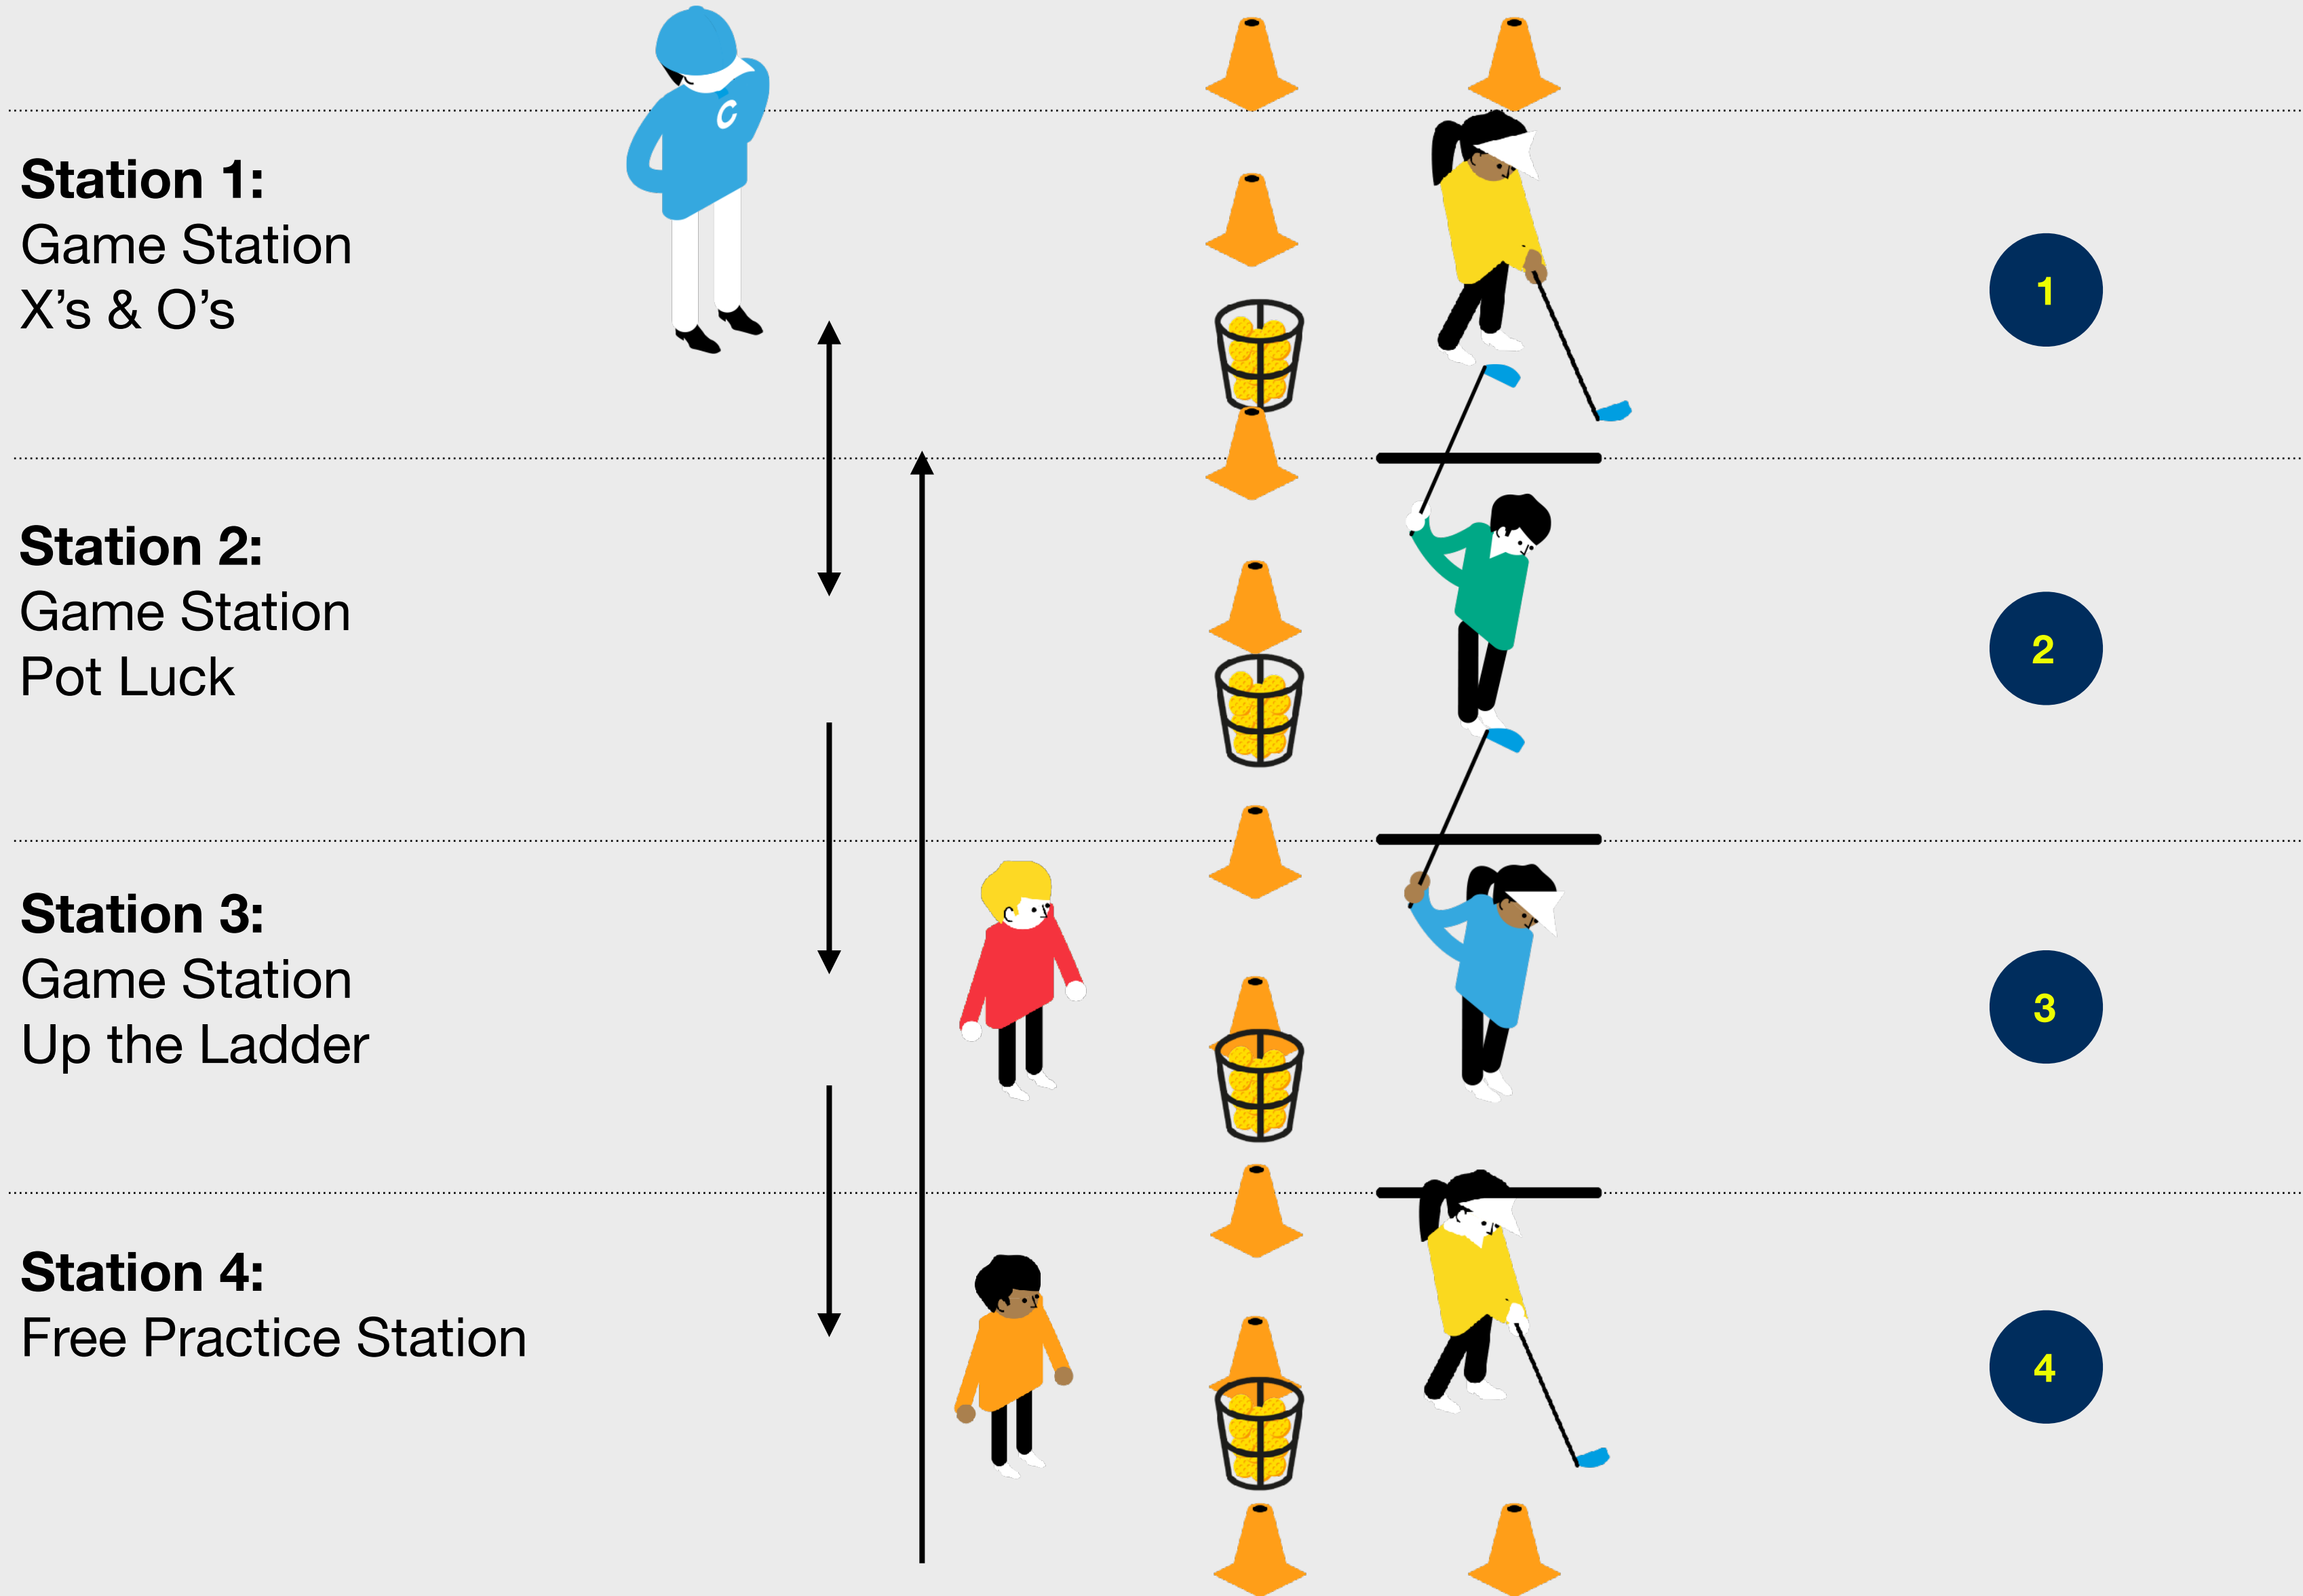 Station 1:
Game Station
X's & O's
1
Station 2:
Game Station
Pot Luck
2
Station 3:
Game Station
Up the Ladder
3
Station 4:
Free Practice Station
4
C